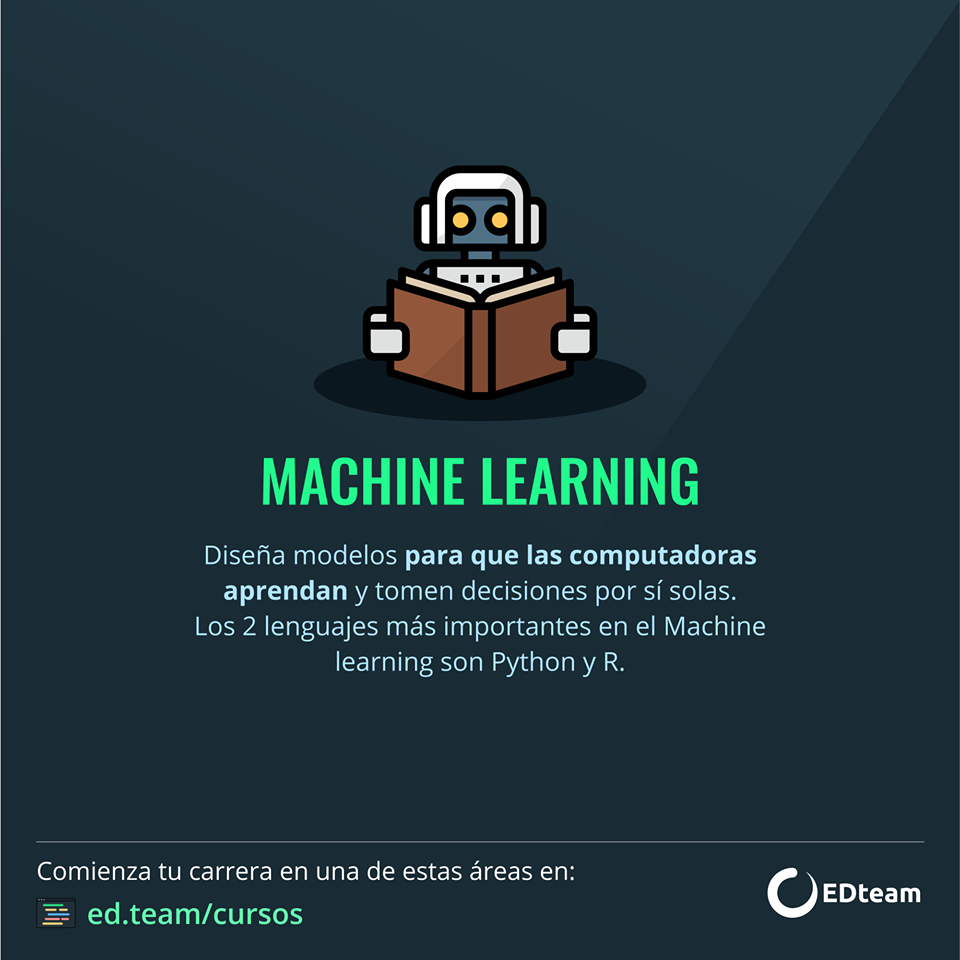 MACHINE LEARNING
Diseña modelos para que las computadoras
aprendan y tomen decisiones por sí solas.
Los 2 lenguajes más importantes en el Machine
learning son Python y R.
Comienza tu carrera en una de estas áreas en:
ed.team/cursos
EDteam